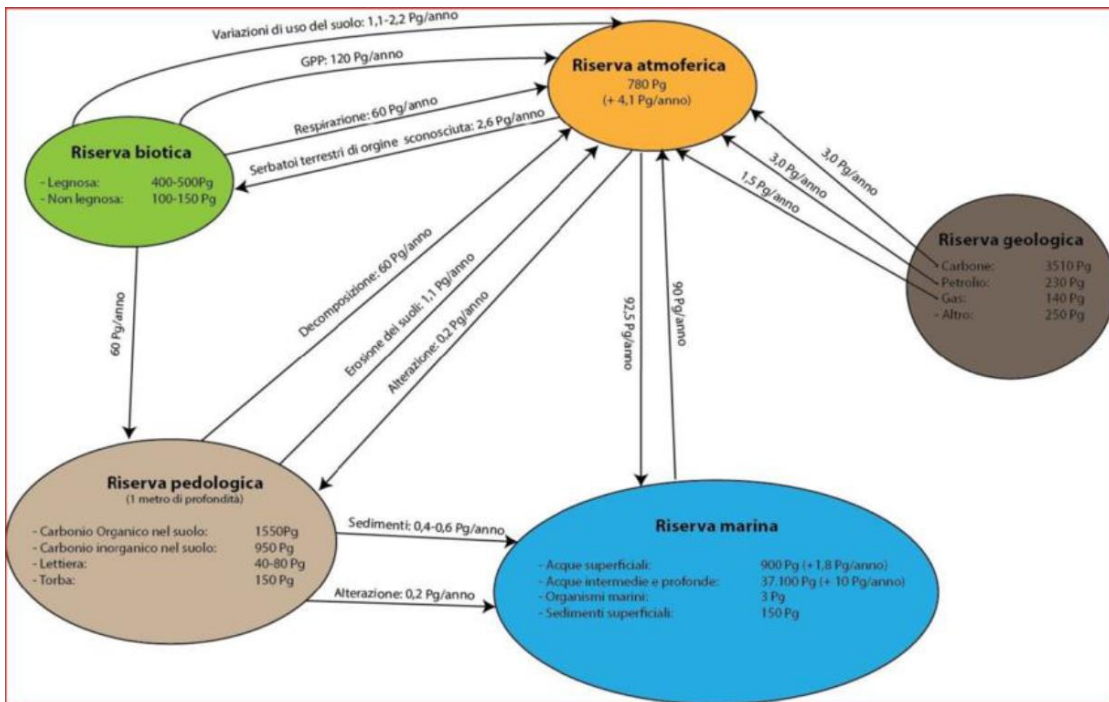 Variazioni di uso del suolo: 1,1-2,2 Pg/anno
GPP: 120 Pg/anno
Respirazione: 60 Pg/anno
Serbatoi terrestri di orgine sconosciuta: 2,6 Pg/anno
Riserva atmoferica
780 Pg
(+ 4,1 Pg/anno)
Riserva biotica
- Legnosa: 400-500Pg
- Non legnosa: 100-150 Pg
3,0 Pg/anno
3,0 Pg/anno
1,5 Pg/anno
Riserva geologica
- Carbone: 3510 Pg
- Petrolio: 230 Pg
- Gas: 140 Pg
- Altro: 250 Pg
60 Pg/anno
Decomposizione: 60 Pg/anno
Erosione dei suoli: 1,1 Pg/anno
Alterazione: 0,2 Pg/anno
92,5 Pg/anno
90 Pg/anno
Riserva pedologica
(1 metro di profondità)
- Carbonio Organico nel suolo: 1550Pg
- Carbonio inorganico nel suolo: 950 Pg
- Lettiera: 40-80 Pg
- Torba: 150 Pg
Sedimenti: 0,4-0,6 Pg/anno
Alterazione: 0,2 Pg/anno
Riserva marina
- Acque superficiali: 900 Pg (+1,8 Pg/anno)
- Acque intermedie e profonde: 37.100 Pg (+ 10 Pg/anno)
- Organismi marini: 3 Pg
- Sedimenti superficiali: 150 Pg